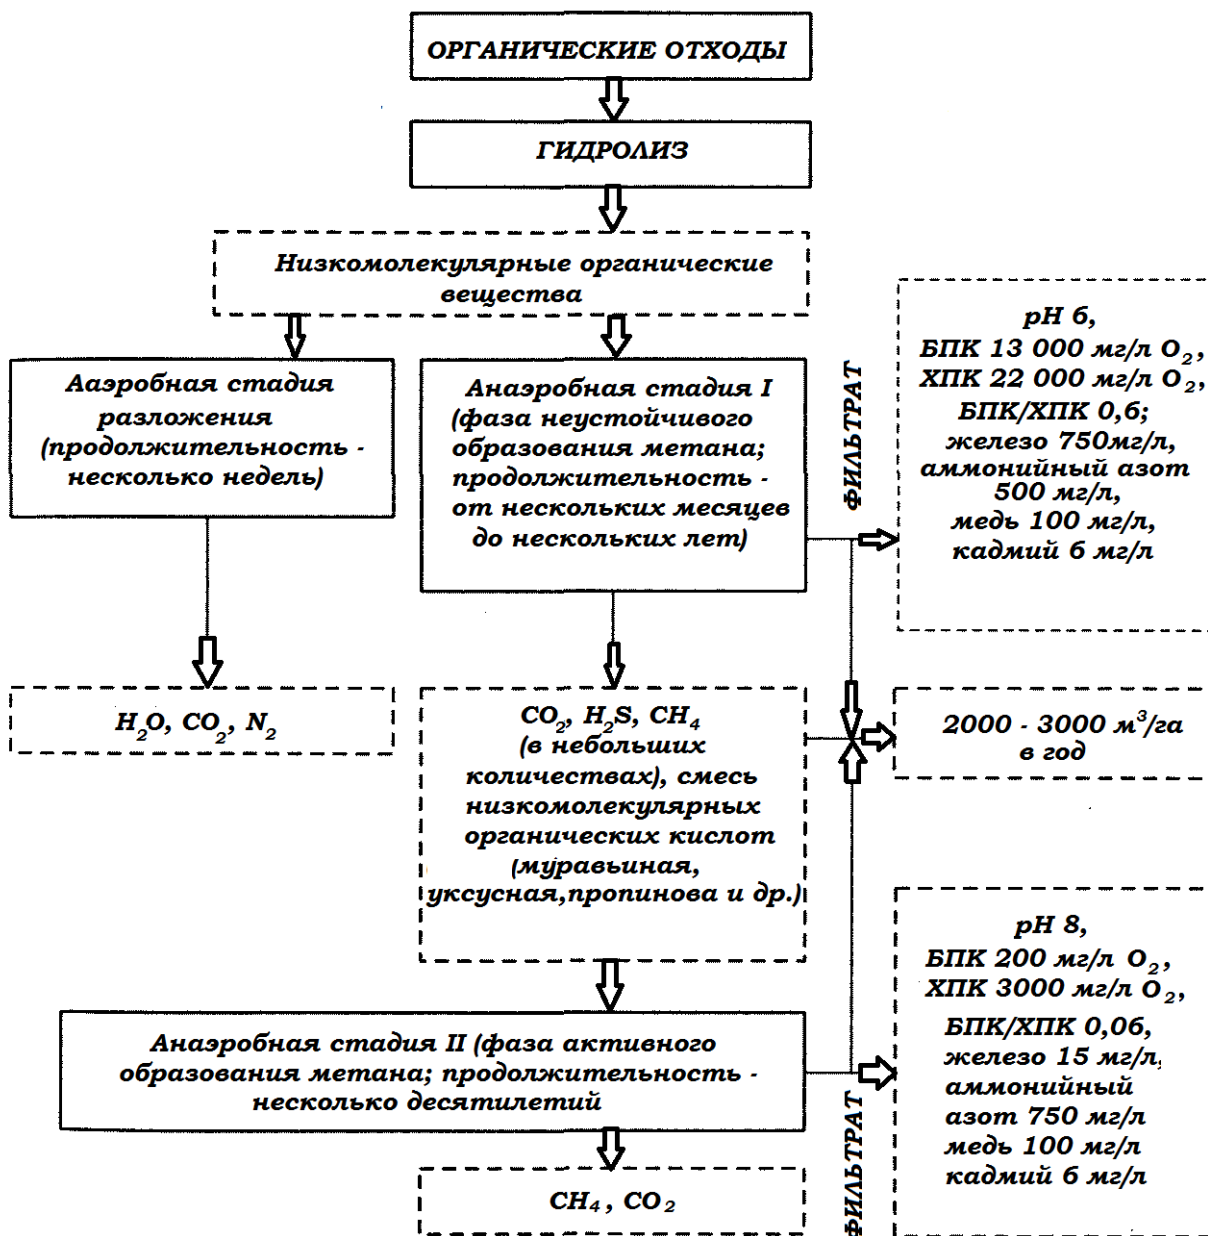 ОРГАНИЧЕСКИЕ ОТХОДЫ
ГИДРОЛИЗ
Низкомолекулярные органические
вещества
Ааэробная стадия
разложения
(продолжительность -
несколько недель)
Анаэробная стадия I
(фаза неустойчивого
образования метана;
продолжительность -
от нескольких месяцев
до нескольких лет)
ФИЛЬТРАТ
pH 6,
БПК 13 000 мг/л O₂,
ХПК 22 000 мг/л O₂,
БПК/ХПК 0,6;
железо 750мг/л,
аммонийный азот
500 мг/л,
медь 100 мг/л,
кадмий 6 мг/л
H₂O, CO₂, N₂
CO₂, H₂S, CH₄
(в небольших
количествах), смесь
низкомолекулярных
органических кислот
(муравьиная,
уксусная,пропинова и др.)
2000 - 3000 м³/га
в год
Анаэробная стадия II (фаза активного
образования метана; продолжительность -
несколько десятилетий
ФИЛЬТРАТ
pH 8,
БПК 200 мг/л O₂,
ХПК 3000 мг/л O₂,
БПК/ХПК 0,06,
железо 15 мг/л,
аммонийный
азот 750 мг/л
медь 100 мг/л
кадмий 6 мг/л
CH₄, CO₂